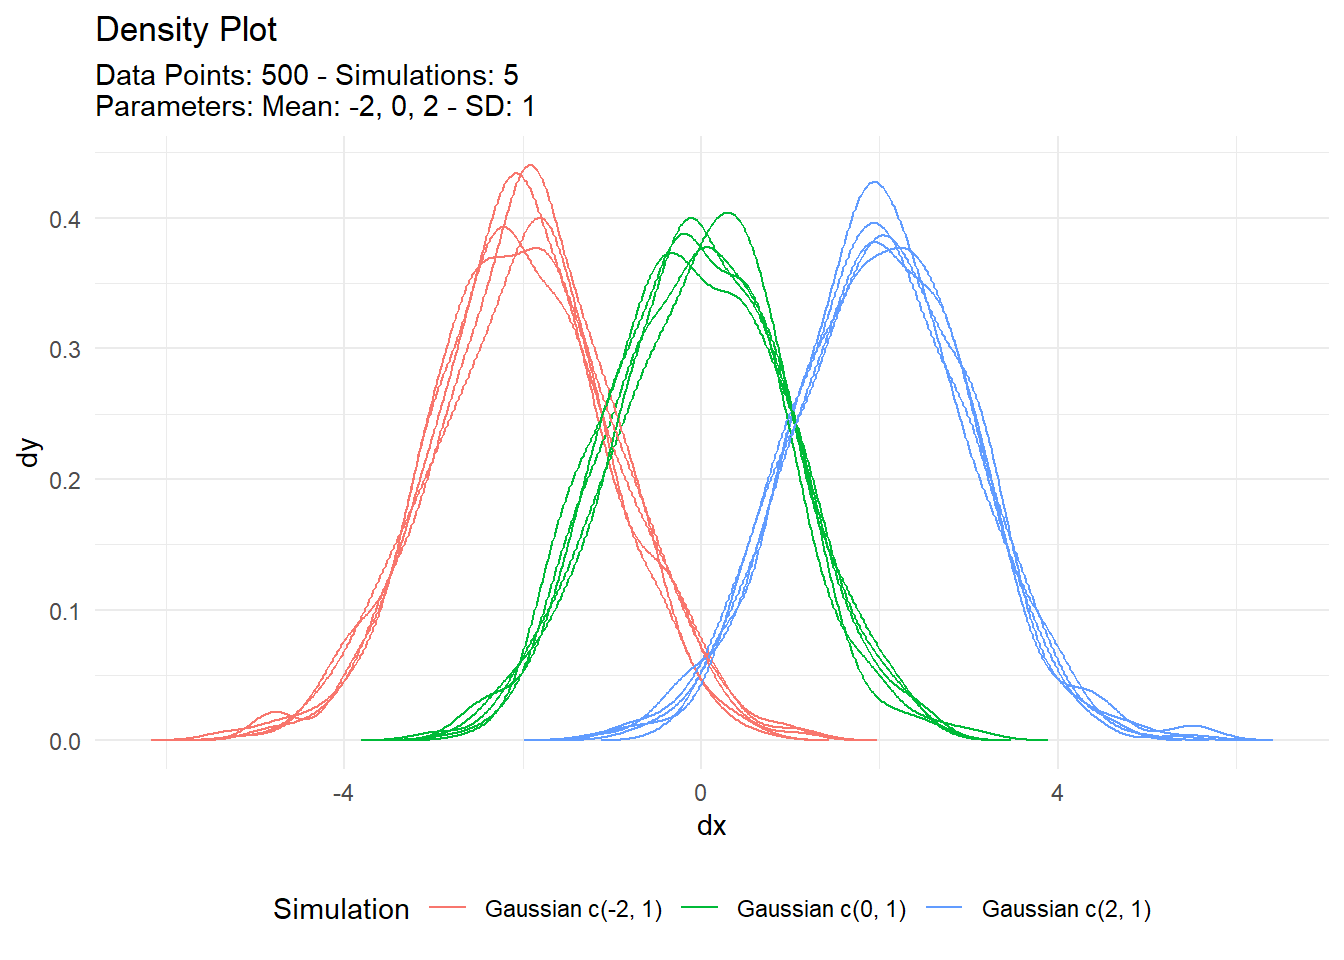 Density Plot
Data Points: 500 - Simulations: 5
Parameters: Mean: -2, 0, 2 - SD: 1
dy
0.4
0.3
0.2
0.1
0.0
-4 0 4
dx
Simulation Gaussian c(-2, 1) Gaussian c(0, 1) Gaussian c(2, 1)